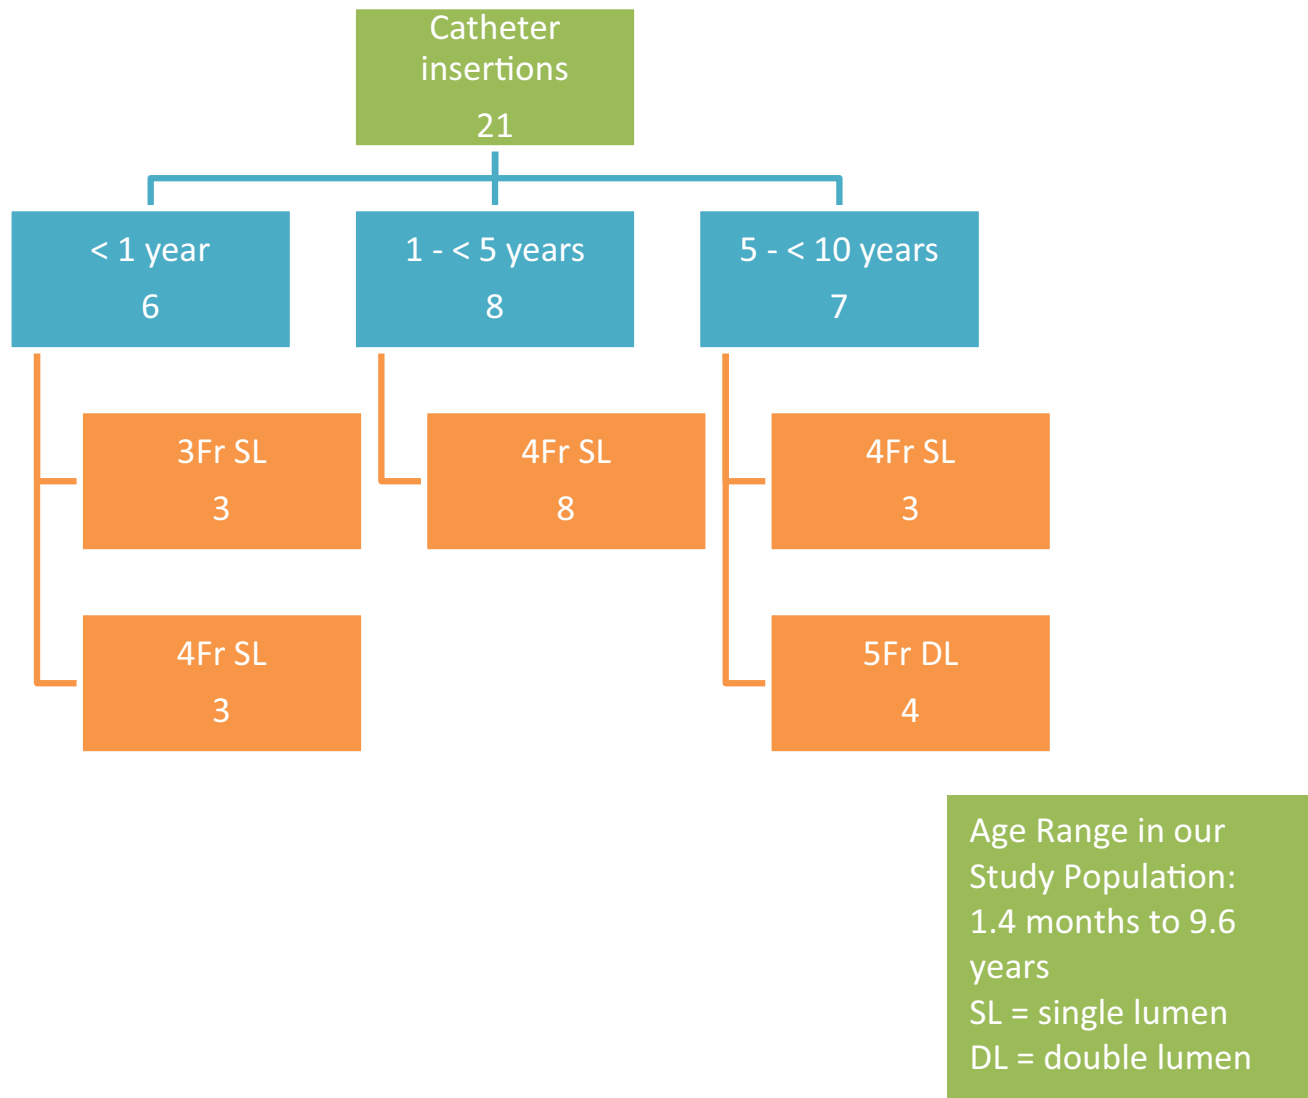 Catheter
insertions
21
< 1 year
6
1 - < 5 years
8
5 - < 10 years
7
3Fr SL
3
4Fr SL
8
4Fr SL
3
4Fr SL
3
5Fr DL
4
Age Range in our
Study Population:
1.4 months to 9.6
years
SL = single lumen
DL = double lumen